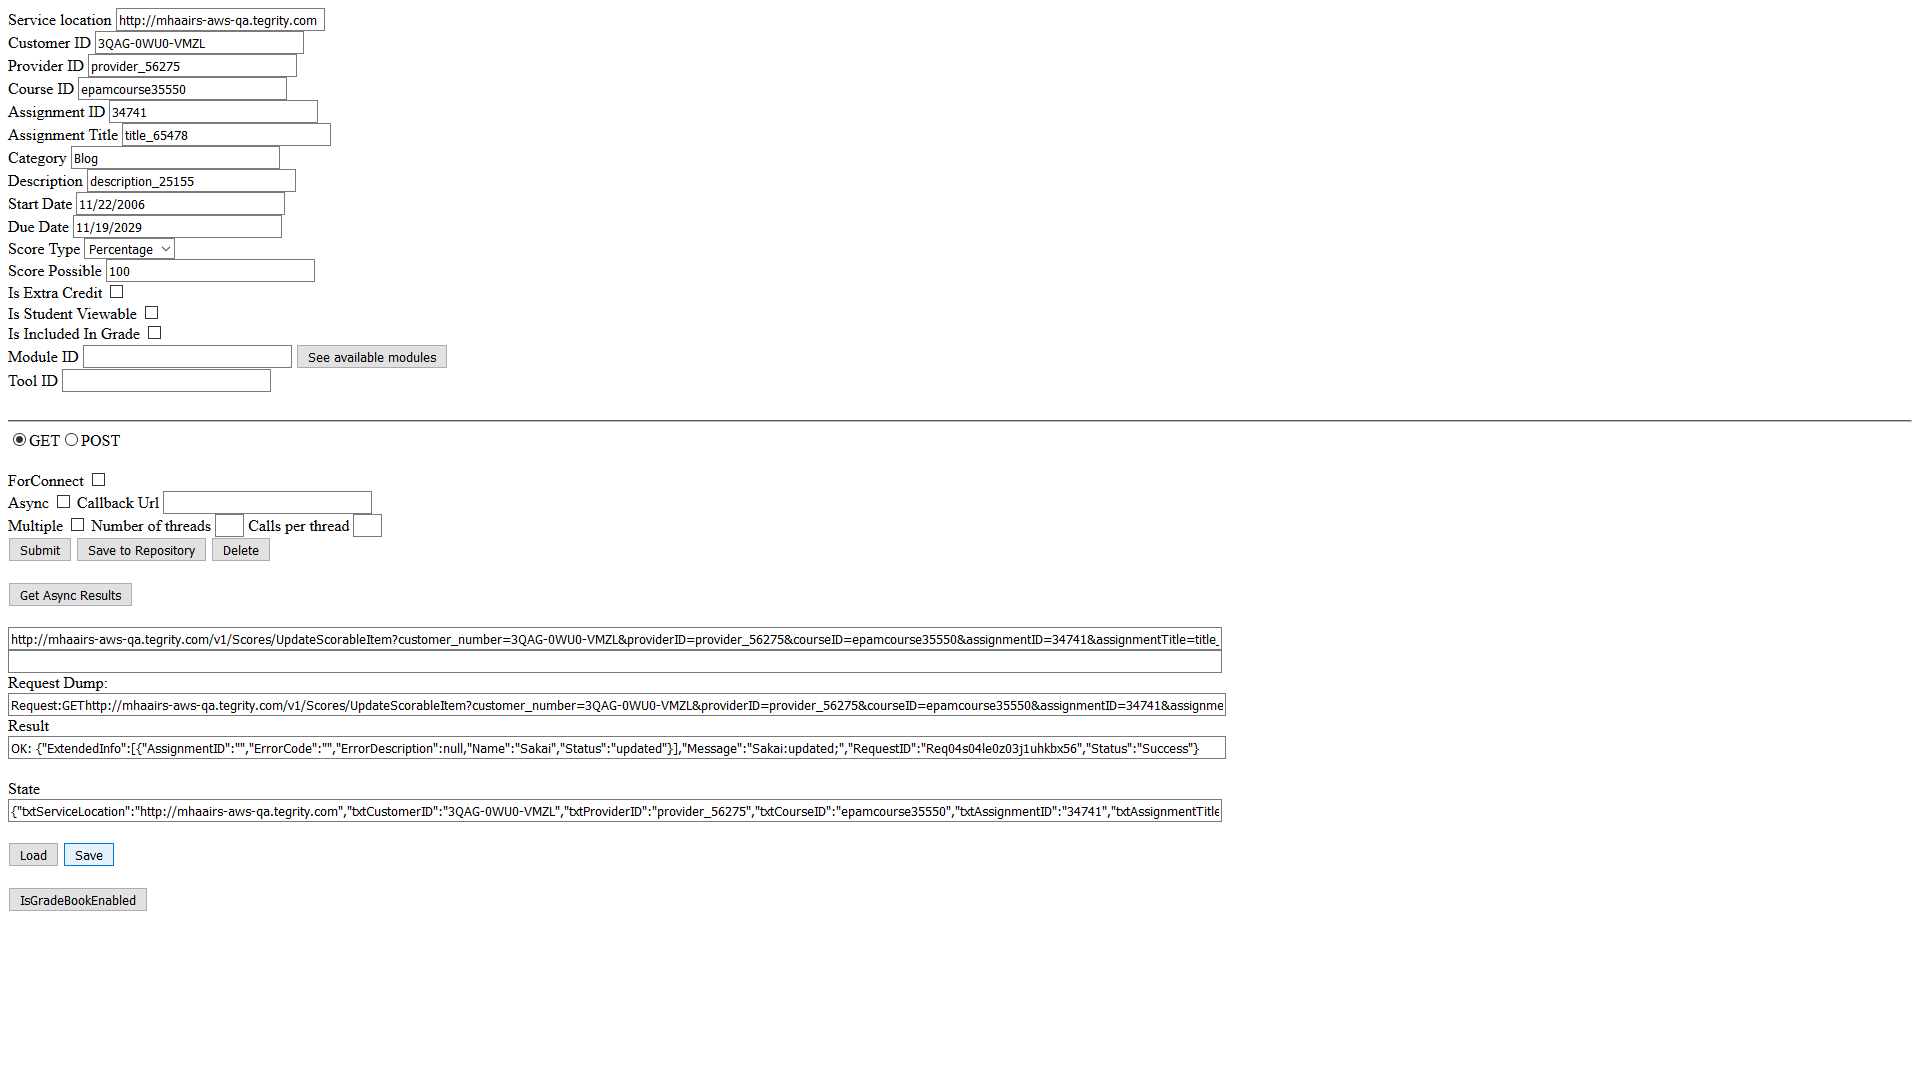 Service location http://mhaairs-aws-qa.tegrity.com
Customer ID 3QAG-0WU0-VMZL
Provider ID provider_56275
Course ID epamcourse35550
Assignment ID 34741
Assignment Title title_65478
Category Blog
Description description_25155
Start Date 11/22/2006
Due Date 11/19/2029
Score Type Percentage
Score Possible 100
Is Extra Credit
Is Student Viewable
Is Included In Grade
Module ID See available modules
Tool ID
GET POST
ForConnect
Async Callback Url
Multiple Number of threads Calls per thread
Submit Save to Repository Delete
Get Async Results
http://mhaairs-aws-qa.tegrity.com/v1/Scores/UpdateScorableItem?customer_number=3QAG-0WU0-VMZL&providerID=provider_56275&courseID=epamcourse35550&assignmentID=34741&assignmentTitle=title_
Request Dump:
Request:GEThttp://mhaairs-aws-qa.tegrity.com/v1/Scores/UpdateScorableItem?customer_number=3QAG-0WU0-VMZL&providerID=provider_56275&courseID=epamcourse35550&assignmentID=34741&assignme
Result
OK: {"ExtendedInfo":[{"AssignmentID":"","ErrorCode":"","ErrorDescription":null,"Name":"Sakai","Status":"updated"}],"Message":"Sakai:updated;","RequestID":"Req04s04le0z03j1uhkbx56","Status":"Success"}
State
{"txtServiceLocation":"http://mhaairs-aws-qa.tegrity.com","txtCustomerID":"3QAG-0WU0-VMZL","txtProviderID":"provider_56275","txtCourseID":"epamcourse35550","txtAssignmentID":"34741","txtAssignmentTitle
Load Save
IsGradeBookEnabled